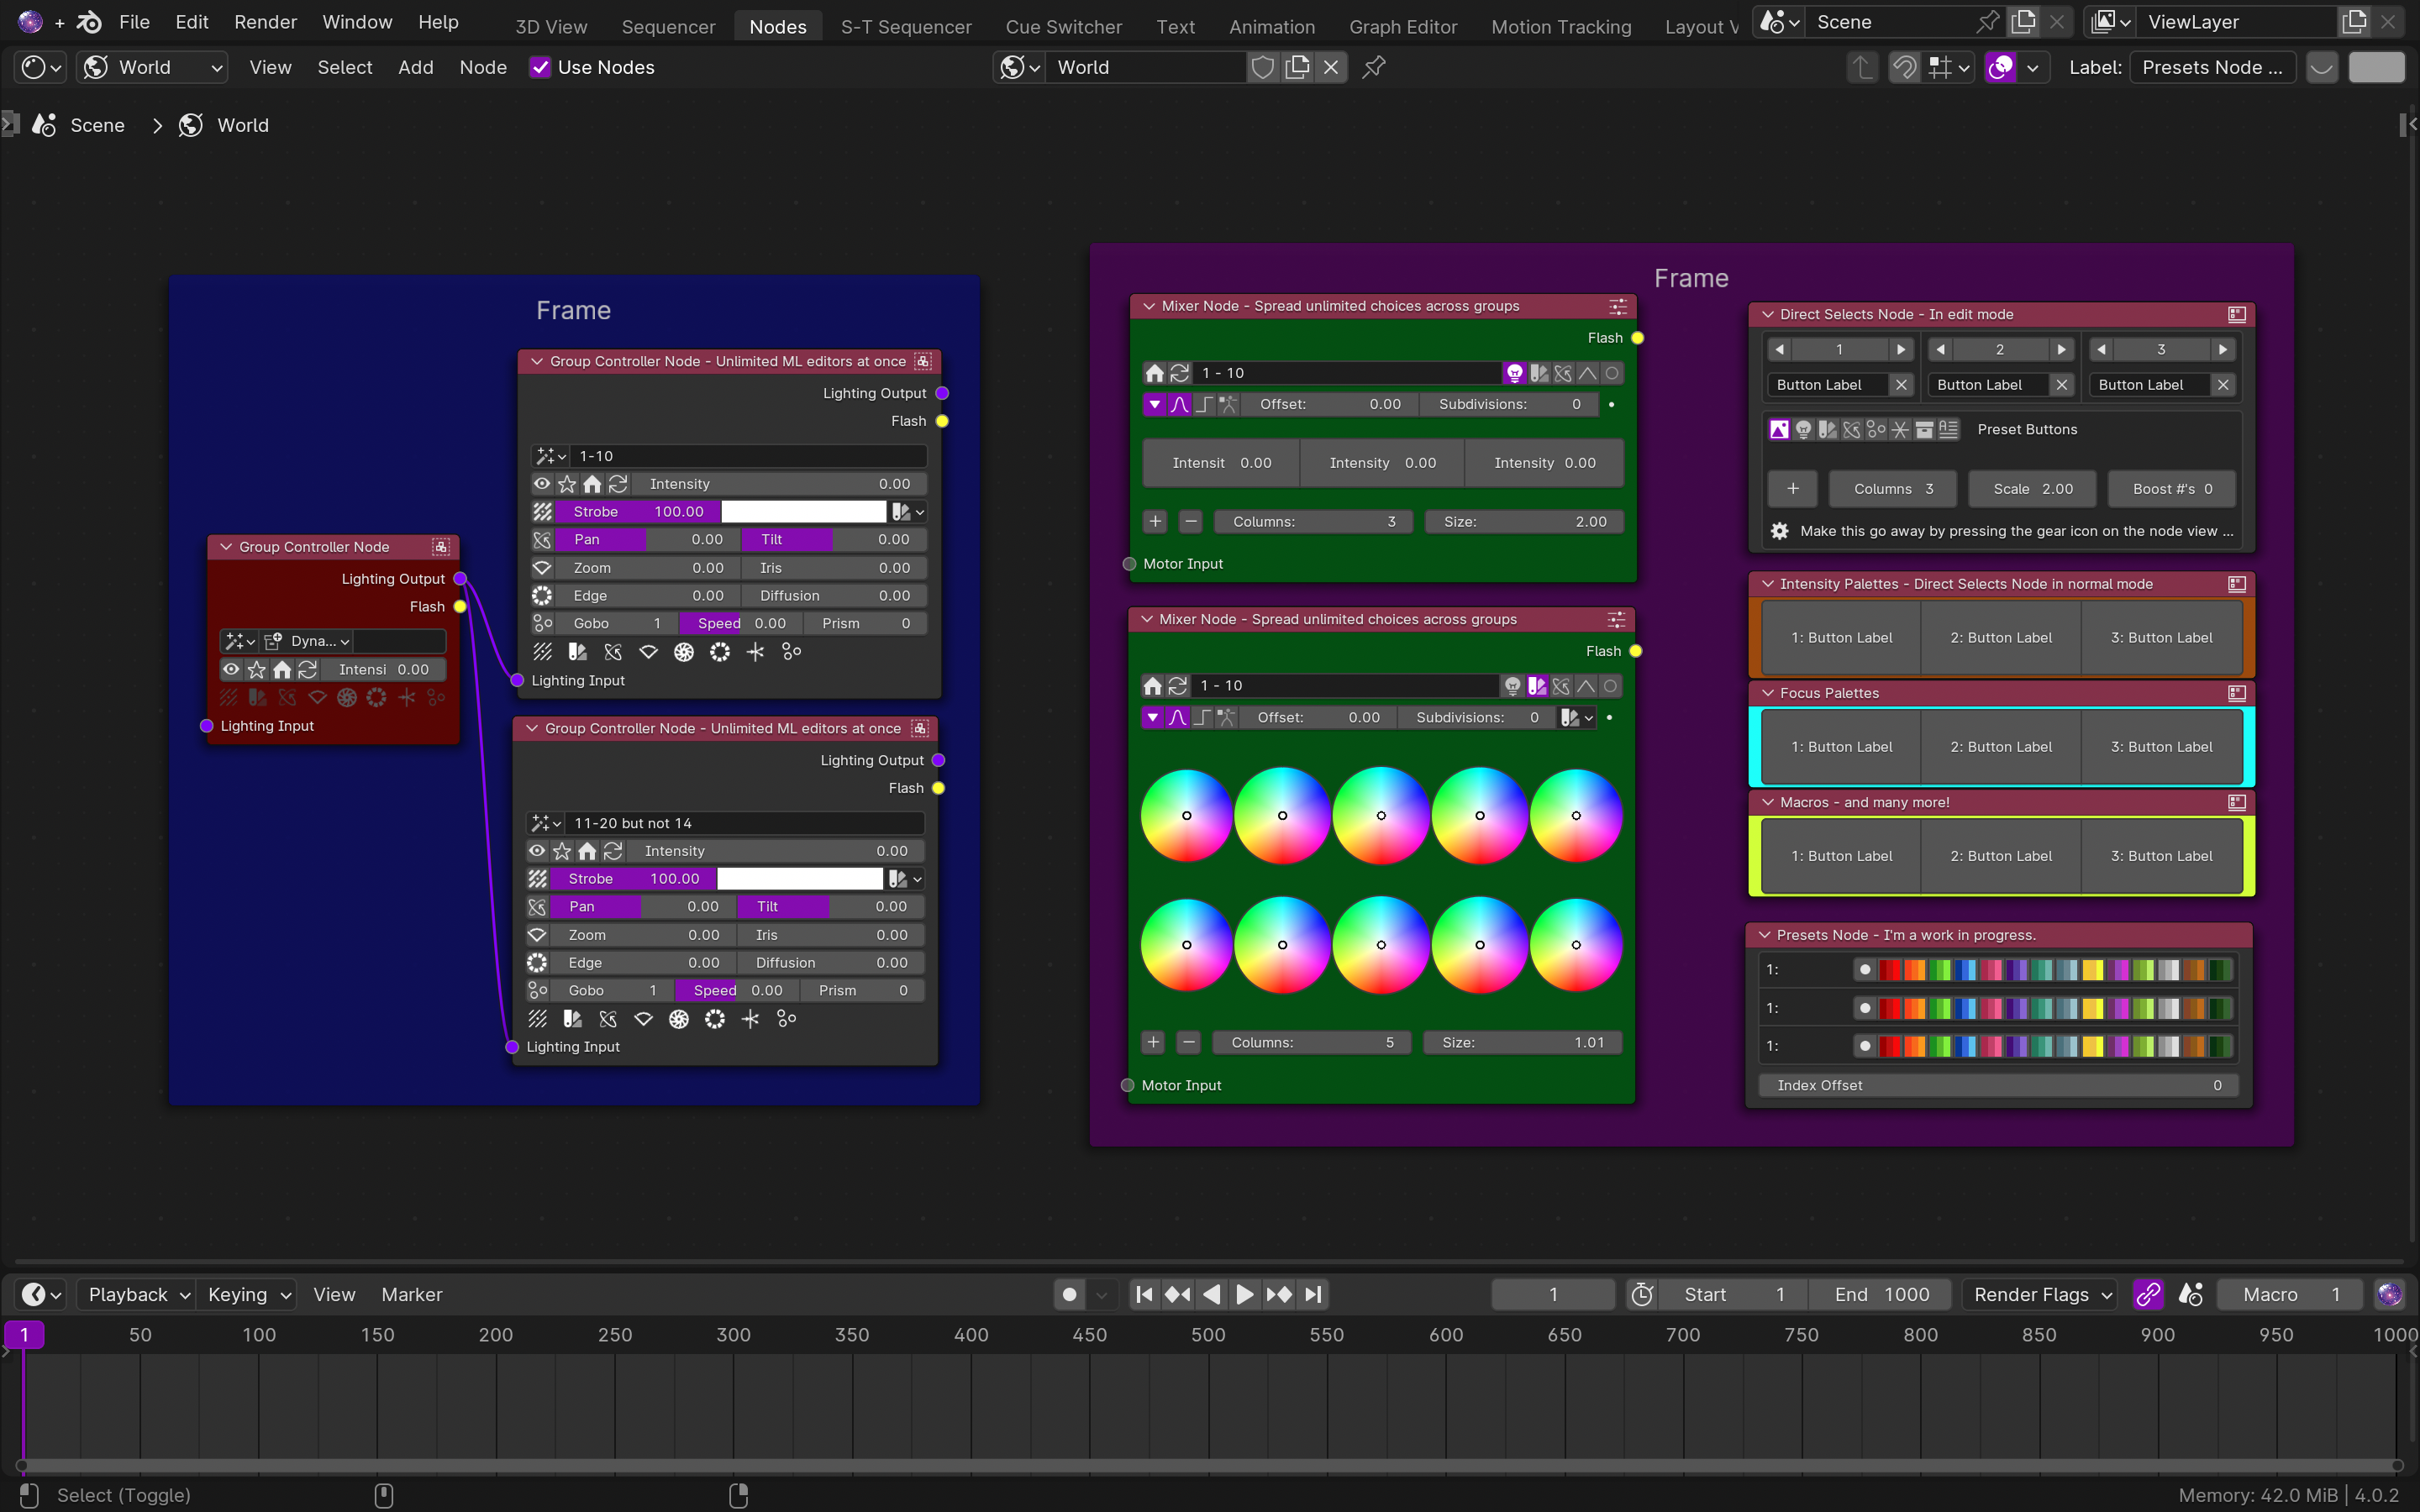 File Edit Render Window Help 3D View Sequencer Nodes S-T Sequencer Cue Switcher Text Animation Graph Editor Motion Tracking Layout V Scene ViewLayer
World View Select Add Node Use Nodes World Label: Presets Node ...
Scene World
Frame
Group Controller Node
Lighting Output
Flash
Dyna...
Intensi 0.00
Lighting Input
Group Controller Node - Unlimited ML editors at once
Lighting Output
Flash
1-10
Intensity 0.00
Strobe 100.00
Pan 0.00 Tilt 0.00
Zoom 0.00 Iris 0.00
Edge 0.00 Diffusion 0.00
Gobo 1 Speed 0.00 Prism 0
Lighting Input
Group Controller Node - Unlimited ML editors at once
Lighting Output
Flash
11-20 but not 14
Intensity 0.00
Strobe 100.00
Pan 0.00 Tilt 0.00
Zoom 0.00 Iris 0.00
Edge 0.00 Diffusion 0.00
Gobo 1 Speed 0.00 Prism 0
Lighting Input
Frame
Mixer Node - Spread unlimited choices across groups
Flash
1 - 10
Offset: 0.00 Subdivisions: 0
Intensit 0.00 Intensity 0.00 Intensity 0.00
Columns: 3 Size: 2.00
Motor Input
Mixer Node - Spread unlimited choices across groups
Flash
1 - 10
Offset: 0.00 Subdivisions: 0
Columns: 5 Size: 1.01
Motor Input
Direct Selects Node - In edit mode
1 2 3
Button Label Button Label Button Label
Preset Buttons
Columns 3 Scale 2.00 Boost #'s 0
Make this go away by pressing the gear icon on the node view ...
Intensity Palettes - Direct Selects Node in normal mode
1: Button Label 2: Button Label 3: Button Label
Focus Palettes
1: Button Label 2: Button Label 3: Button Label
Macros - and many more!
1: Button Label 2: Button Label 3: Button Label
Presets Node - I'm a work in progress.
1:
1:
1:
Index Offset 0
Playback Keying View Marker 1 Start 1 End 1000 Render Flags Macro 1
1 50 100 150 200 250 300 350 400 450 500 550 600 650 700 750 800 850 900 950 1000
Select (Toggle) Memory: 42.0 MiB | 4.0.2